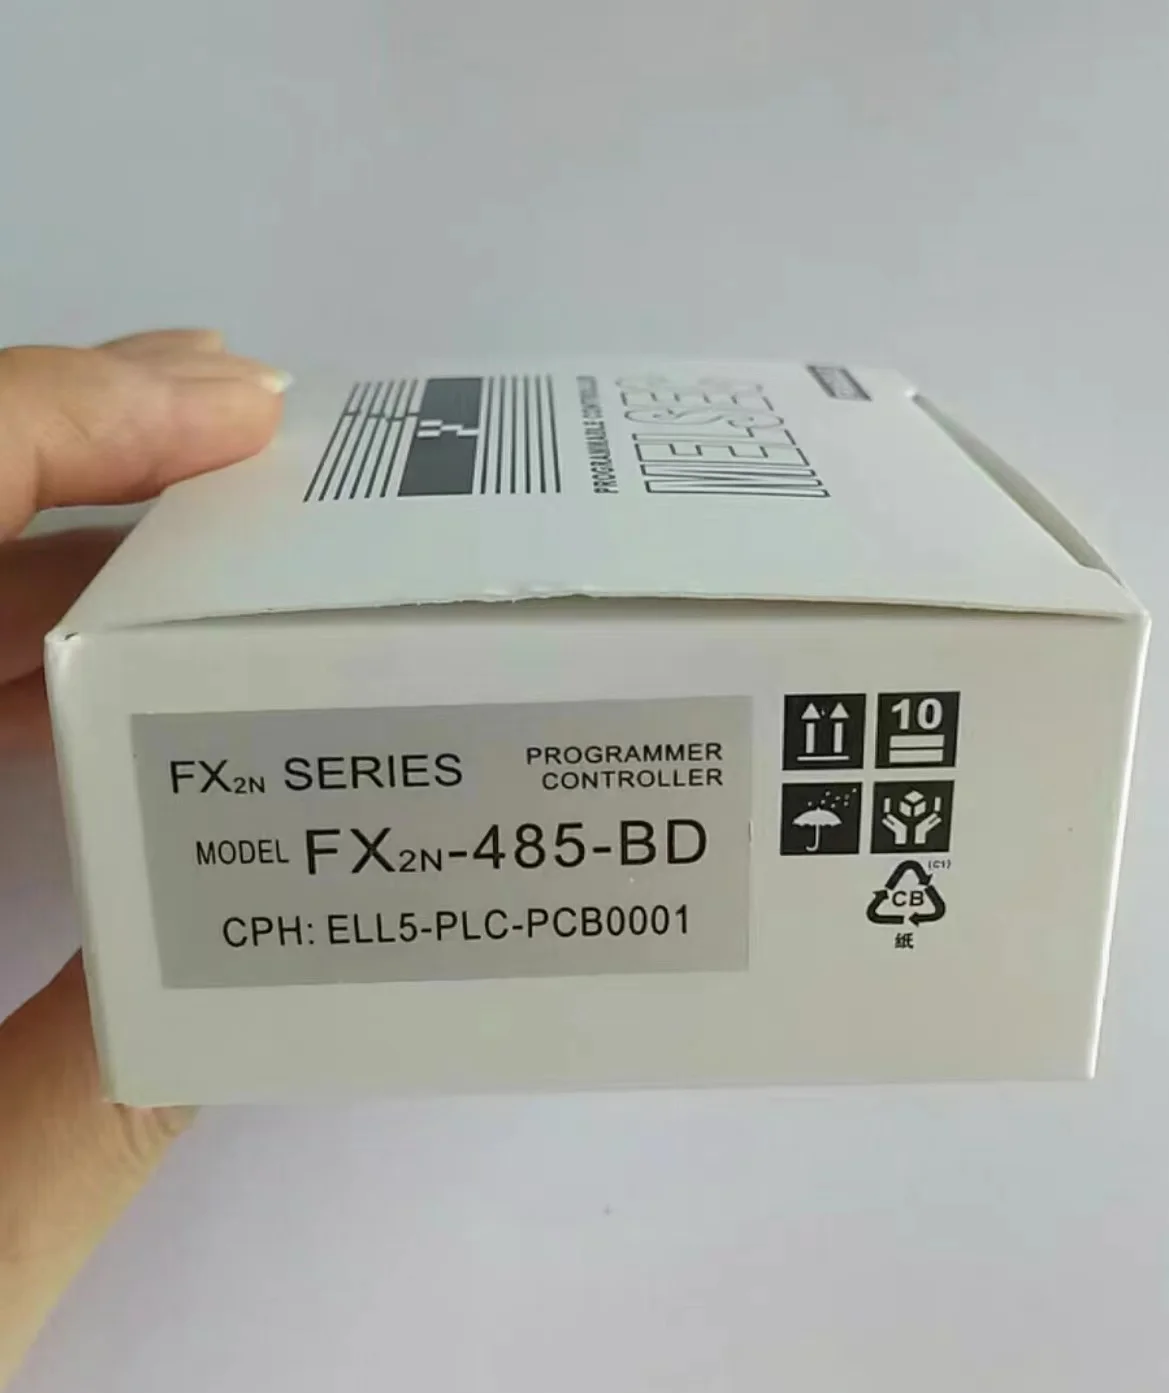 PROGRAMMABLE CONTROLLER
MELSEC
FX2N SERIES
PROGRAMMER
CONTROLLER
MODEL FX2N-485-BD
CPH: ELL5-PLC-PCB0001
10
(C1)
CB
紙